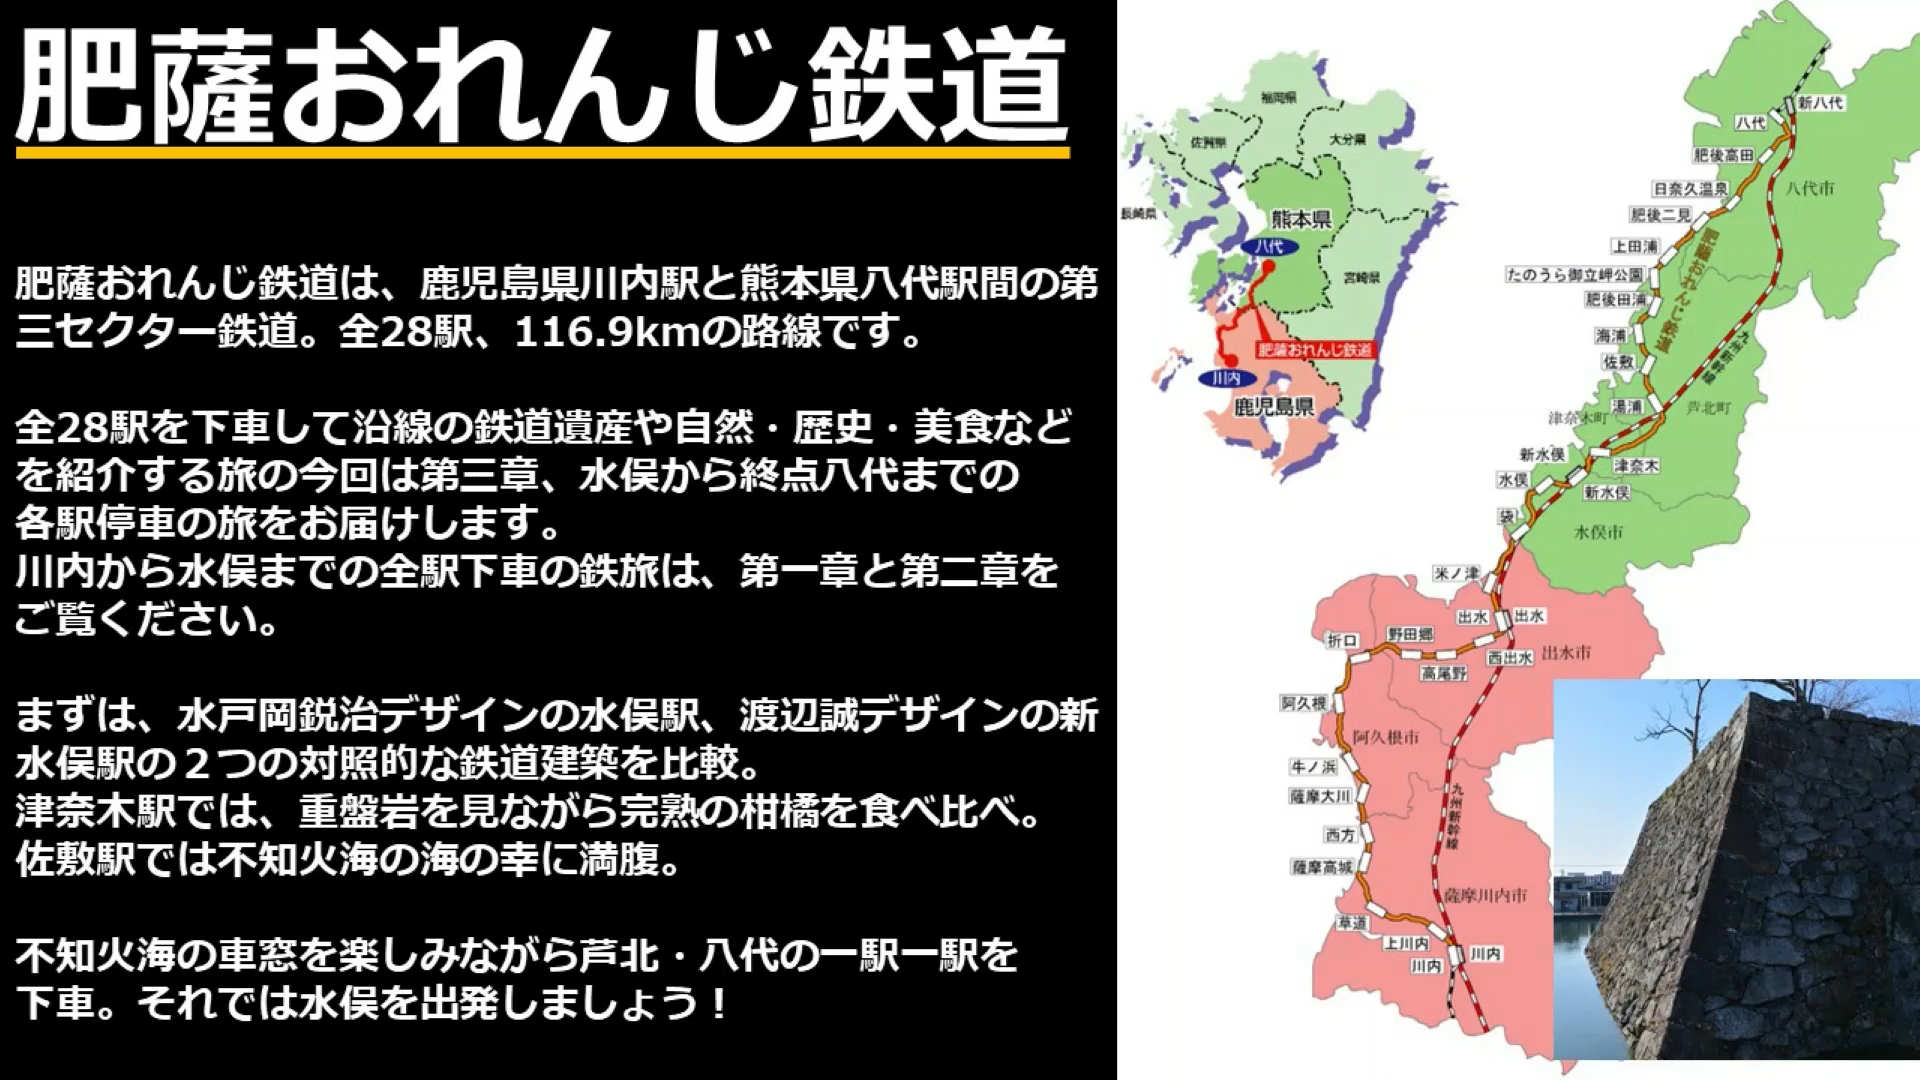 肥薩おれんじ鉄道
肥薩おれんじ鉄道は、鹿児島県川内駅と熊本県八代駅間の第
三セクター鉄道。全28駅、116.9kmの路線です。
全28駅を下車して沿線の鉄道遺産や自然・歴史・美食など
を紹介する旅の今回は第三章、水俣から終点八代までの
各駅停車の旅をお届けします。
川内から水俣までの全駅下車の鉄旅は、第一章と第二章を
ご覧ください。
まずは、水戸岡鋭治デザインの水俣駅、渡辺誠デザインの新
水俣駅の２つの対照的な鉄道建築を比較。
津奈木駅では、重盤岩を見ながら完熟の柑橘を食べ比べ。
佐敷駅では不知火海の海の幸に満腹。
不知火海の車窓を楽しみながら芦北・八代の一駅一駅を
下車。それでは水俣を出発しましょう！
福岡県
佐賀県
大分県
長崎県
熊本県
八代
宮崎県
肥薩おれんじ鉄道
川内
鹿児島県
新八代
八代
肥後高田
日奈久温泉
八代市
肥後二見
上田浦
肥薩おれんじ鉄道
たのうら御立岬公園
肥後田浦
海浦
九州新幹線
佐敷
湯浦
芦北町
津奈木町
新水俣
津奈木
水俣
新水俣
袋
水俣市
米ノ津
出水
出水
折口
野田郷
西出水
出水市
高尾野
阿久根
阿久根市
牛ノ浜
薩摩大川
九州新幹線
西方
薩摩高城
薩摩川内市
草道
上川内
川内
川内